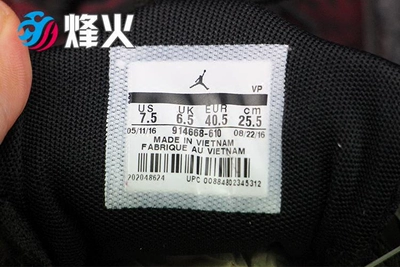 烽火
VP
US UK EUR cm
7.5 6.5 40.5 25.5
05/11/16 914668-610 08/22/16
MADE IN VIETNAM
FABRIQUE AU VIETNAM
202048624 UPC 00884802345312